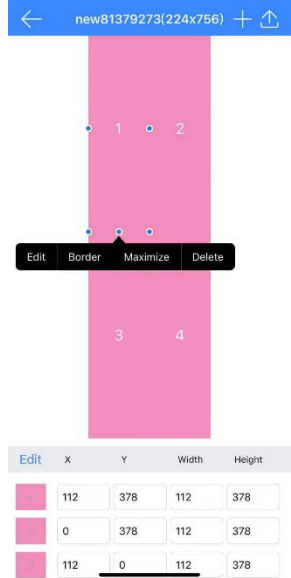 new81379273(224x756)
1 2
Edit Border Maximize Delete
3 4
Edit X Y Width Height
112 378 112 378
0 378 112 378
112 0 112 378